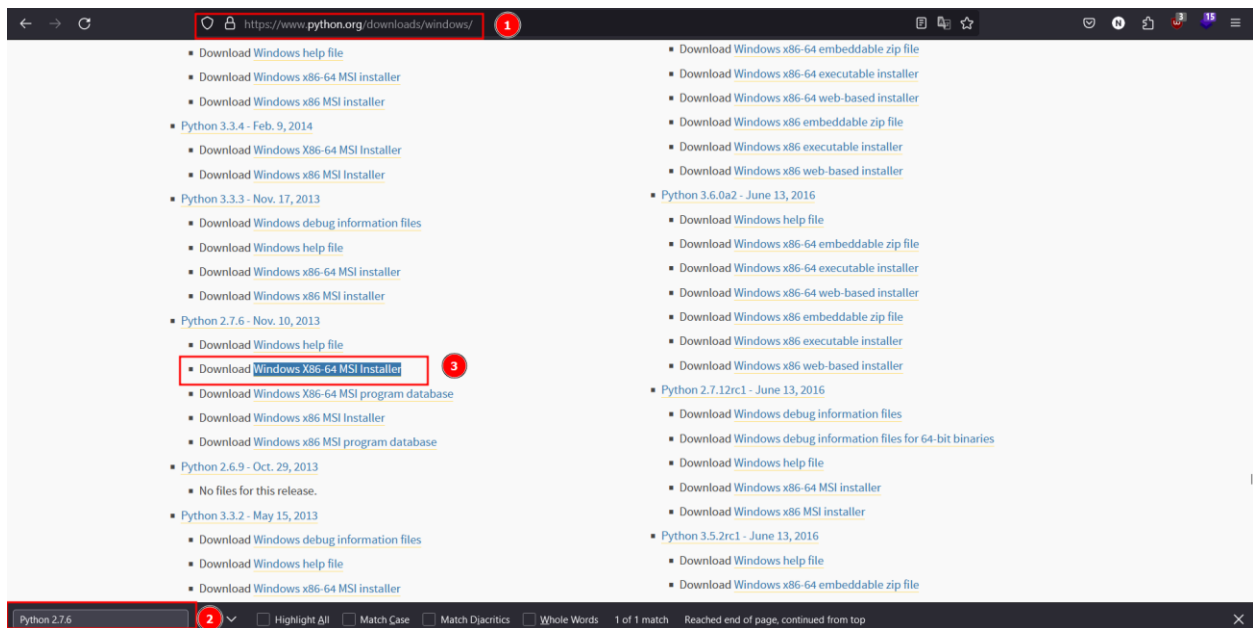 https://www.python.org/downloads/windows/
1
N
3
15
Download Windows help file
Download Windows x86-64 MSI installer
Download Windows x86 MSI installer
Python 3.3.4 - Feb. 9, 2014
Download Windows X86-64 MSI Installer
Download Windows x86 MSI Installer
Python 3.3.3 - Nov. 17, 2013
Download Windows debug information files
Download Windows help file
Download Windows x86-64 MSI installer
Download Windows x86 MSI installer
Python 2.7.6 - Nov. 10, 2013
Download Windows help file
Download Windows X86-64 MSI Installer
3
Download Windows X86-64 MSI program database
Download Windows x86 MSI Installer
Download Windows x86 MSI program database
Python 2.6.9 - Oct. 29, 2013
No files for this release.
Python 3.3.2 - May 15, 2013
Download Windows debug information files
Download Windows help file
Download Windows x86-64 MSI installer
Download Windows x86-64 embeddable zip file
Download Windows x86-64 executable installer
Download Windows x86-64 web-based installer
Download Windows x86 embeddable zip file
Download Windows x86 executable installer
Download Windows x86 web-based installer
Python 3.6.0a2 - June 13, 2016
Download Windows help file
Download Windows x86-64 embeddable zip file
Download Windows x86-64 executable installer
Download Windows x86-64 web-based installer
Download Windows x86 embeddable zip file
Download Windows x86 executable installer
Download Windows x86 web-based installer
Python 2.7.12rc1 - June 13, 2016
Download Windows debug information files
Download Windows debug information files for 64-bit binaries
Download Windows help file
Download Windows x86-64 MSI installer
Download Windows x86 MSI installer
Python 3.5.2rc1 - June 13, 2016
Download Windows help file
Download Windows x86-64 embeddable zip file
Python 2.7.6
2
Highlight All Match Case Match Diacritics Whole Words 1 of 1 match Reached end of page, continued from top